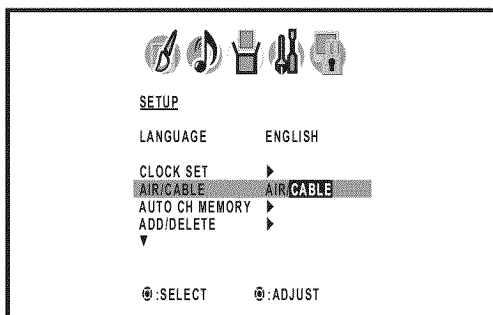 SETUP
LANGUAGE ENGLISH
CLOCK SET ▶
AIR/CABLE AIR/CABLE
AUTO CH MEMORY ▶
ADD/DELETE ▶
▼
:SELECT :ADJUST